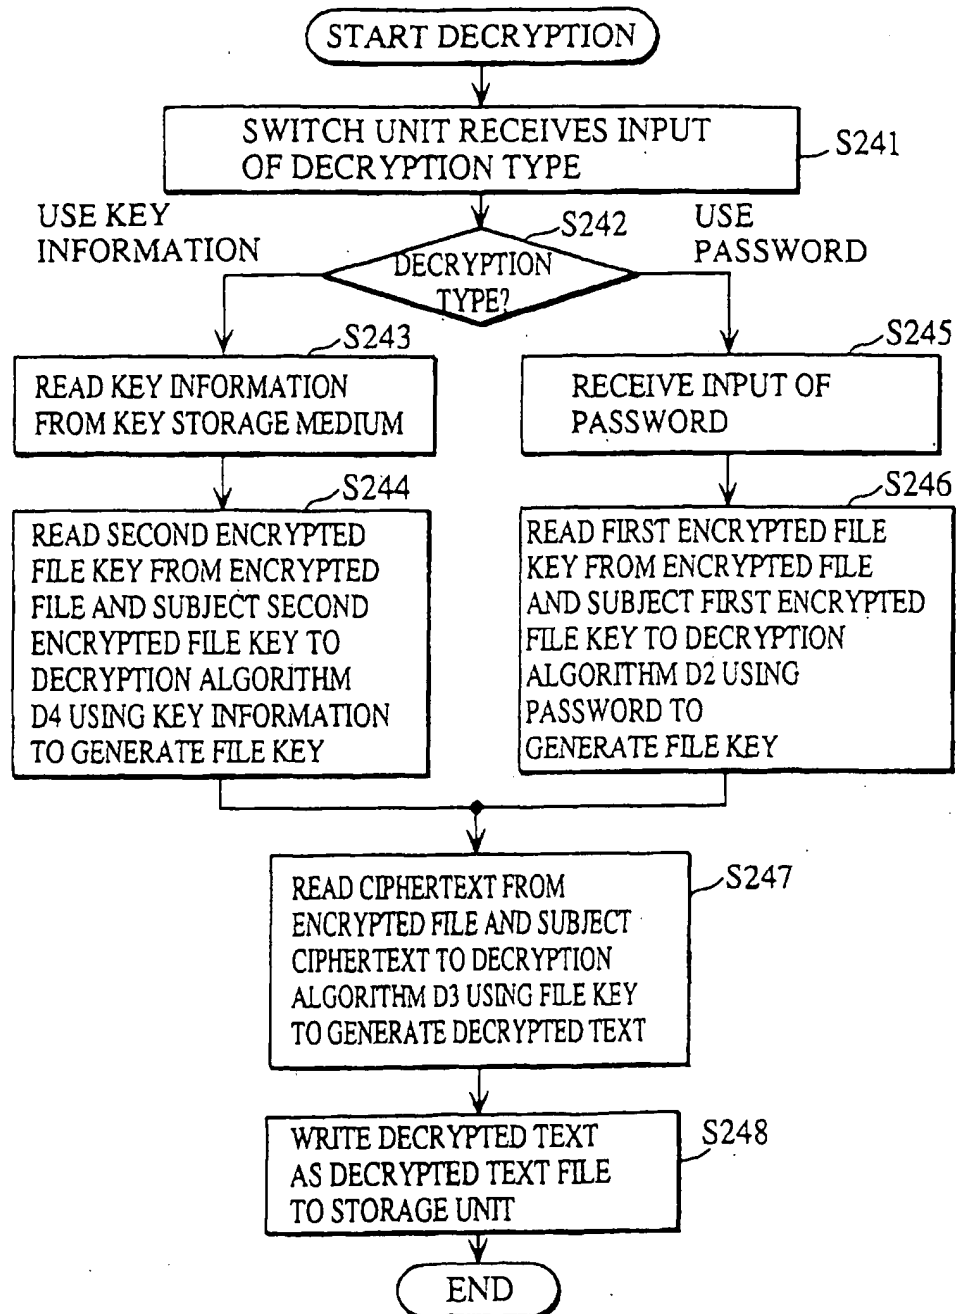 START DECRYPTION
SWITCH UNIT RECEIVES INPUT
OF DECRYPTION TYPE
S241
USE KEY
INFORMATION
S242
USE
PASSWORD
DECRYPTION
TYPE?
S243
READ KEY INFORMATION
FROM KEY STORAGE MEDIUM
S245
RECEIVE INPUT OF
PASSWORD
S244
READ SECOND ENCRYPTED
FILE KEY FROM ENCRYPTED
FILE AND SUBJECT SECOND
ENCRYPTED FILE KEY TO
DECRYPTION ALGORITHM
D4 USING KEY INFORMATION
TO GENERATE FILE KEY
S246
READ FIRST ENCRYPTED FILE
KEY FROM ENCRYPTED FILE
AND SUBJECT FIRST ENCRYPTED
FILE KEY TO DECRYPTION
ALGORITHM D2 USING
PASSWORD TO
GENERATE FILE KEY
S247
READ CIPHERTEXT FROM
ENCRYPTED FILE AND SUBJECT
CIPHERTEXT TO DECRYPTION
ALGORITHM D3 USING FILE KEY
TO GENERATE DECRYPTED TEXT
S248
WRITE DECRYPTED TEXT
AS DECRYPTED TEXT FILE
TO STORAGE UNIT
END